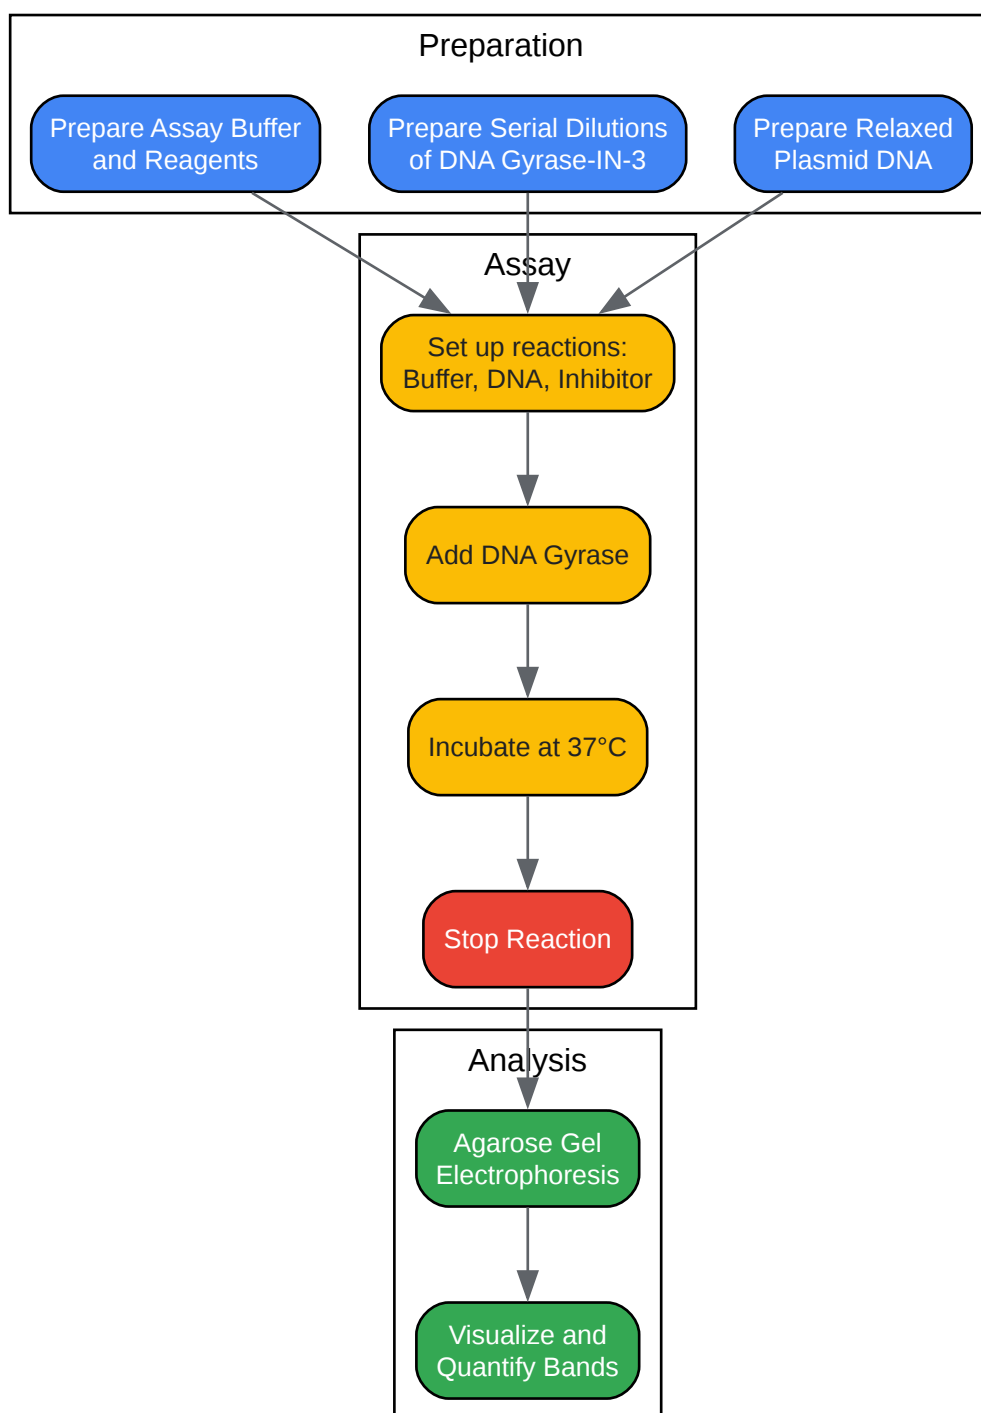 Preparation
Prepare Assay Buffer
and Reagents
Prepare Serial Dilutions
of DNA Gyrase-IN-3
Prepare Relaxed
Plasmid DNA
Assay
Set up reactions:
Buffer, DNA, Inhibitor
Add DNA Gyrase
Incubate at 37°C
Stop Reaction
Analysis
Agarose Gel
Electrophoresis
Visualize and
Quantify Bands